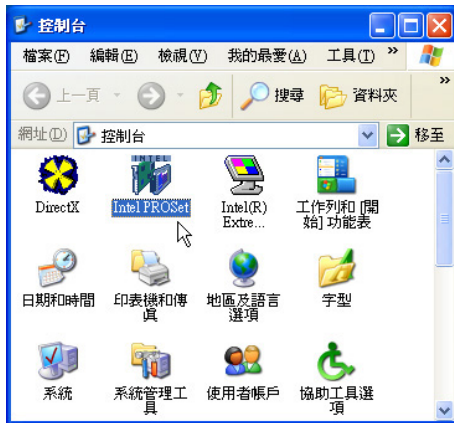 控制台
檔案(F) 編輯(E) 檢視(V) 我的最愛(A) 工具(T) »
上一頁 搜尋 資料夾 »
網址(D) 控制台 移至
INTEL
DirectX Intel PROSet Intel(R) 工作列和 [開
Extre... 始] 功能表
日期和時間 印表機和傳 地區及語言 字型
真 選項
系統 系統管理工 使用者帳戶 協助工具選
具 項